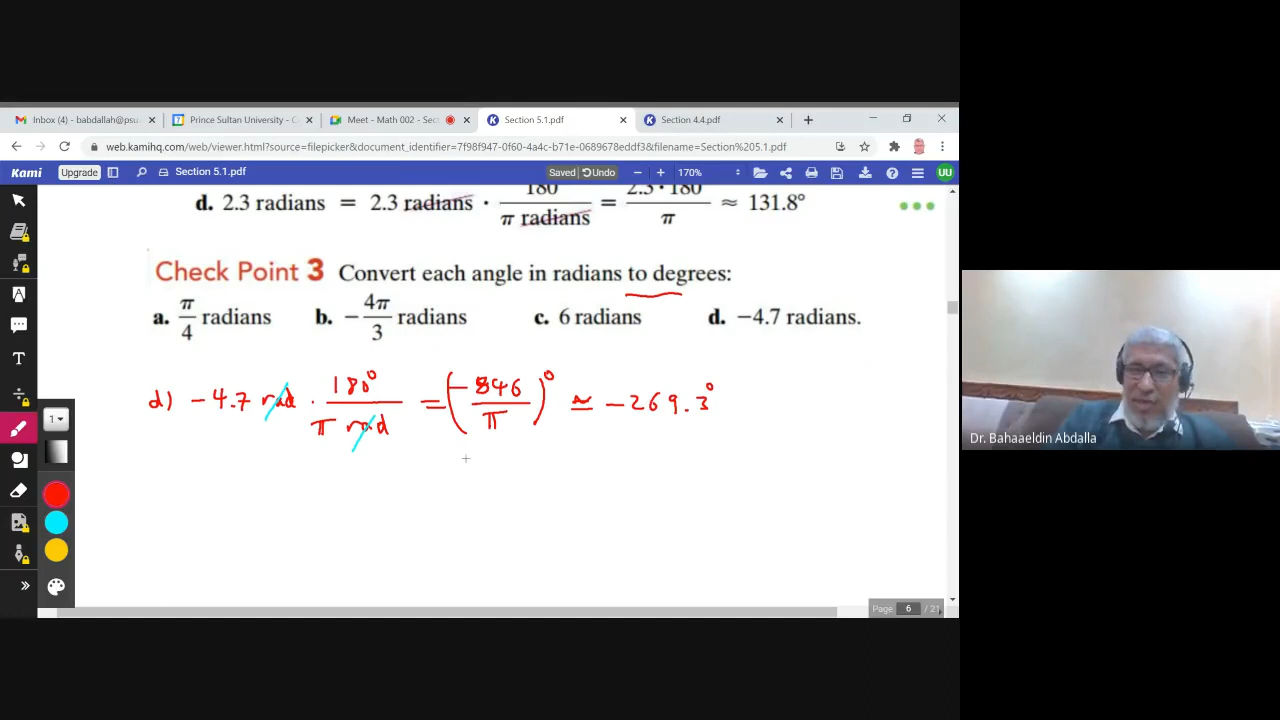 Inbox (4) - babdallah@psu
Prince Sultan University - C
Meet - Math 002 - Sec
Section 5.1.pdf
Section 4.4.pdf
web.kamihq.com/web/viewer.html?source=filepicker&document_identifier=7f98f947-0f60-4a4c-b71e-0689678eddf3&filename=Section%205.1.pdf
Kami Upgrade Section 5.1.pdf Saved Undo 170% UU
d. 2.3 radians = 2.3 radians · 180/π radians = 2.3 · 180/π ≈ 131.8°
Check Point 3 Convert each angle in radians to degrees:
a. π/4 radians b. −4π/3 radians c. 6 radians d. −4.7 radians.
d) −4.7 rad · 180°/π rad = (−846/π)° ≃ −269.3°
1
Page 6 / 21
Dr. Bahaaeldin Abdalla